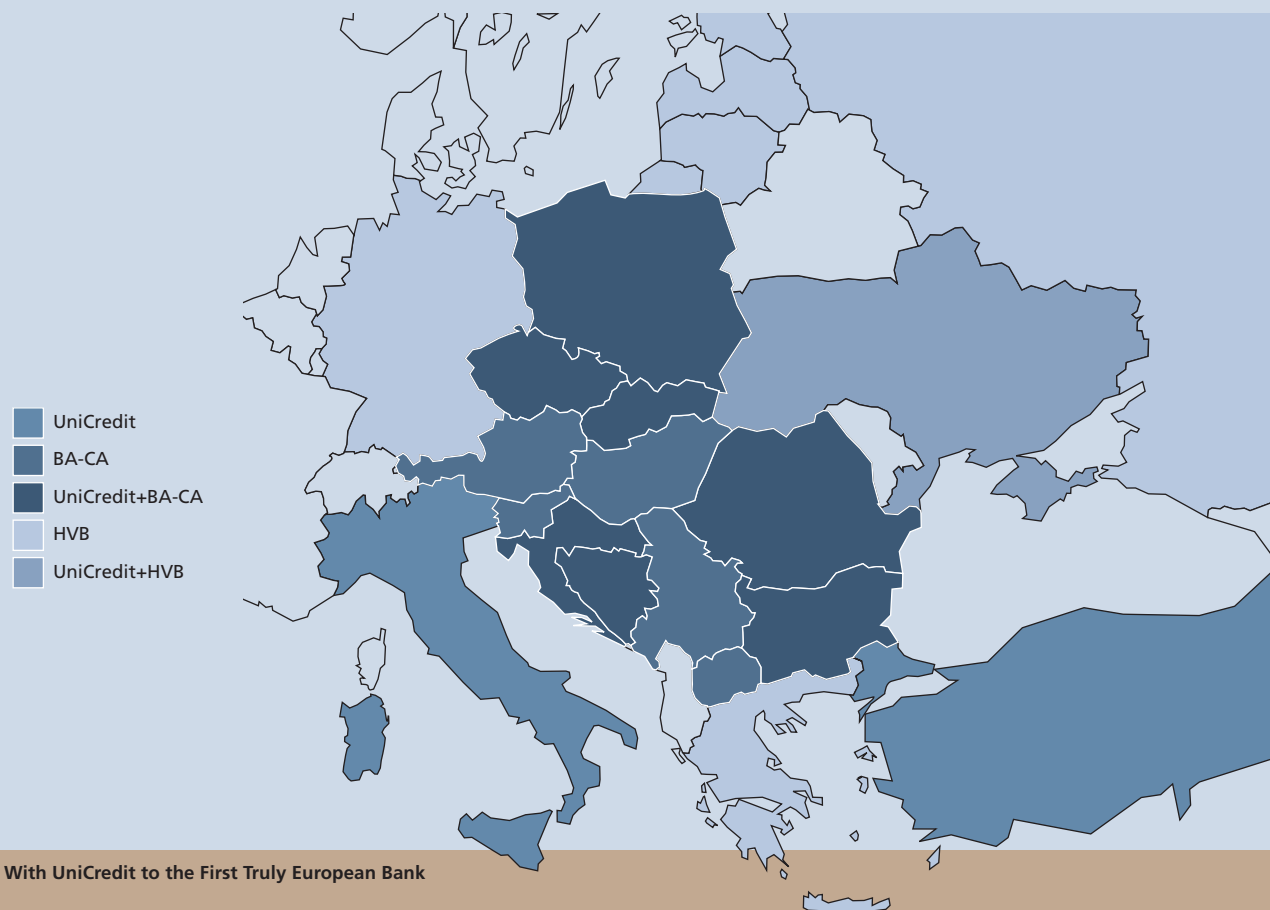 UniCredit
BA-CA
UniCredit+BA-CA
HVB
UniCredit+HVB
With UniCredit to the First Truly European Bank